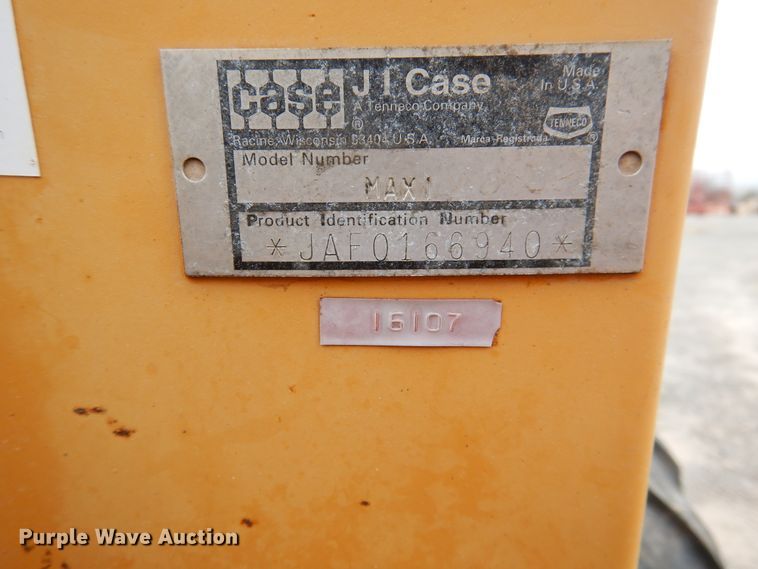 case
J I Case
A Tenneco Company
®
Racine, Wisconsin 53404 U.S.A.
Made
In U.S.A.
TENNECO
®
Marca Registrada
Model Number
MAXI
Product Identification Number
*JAF0166940*
16107
Purple Wave Auction®